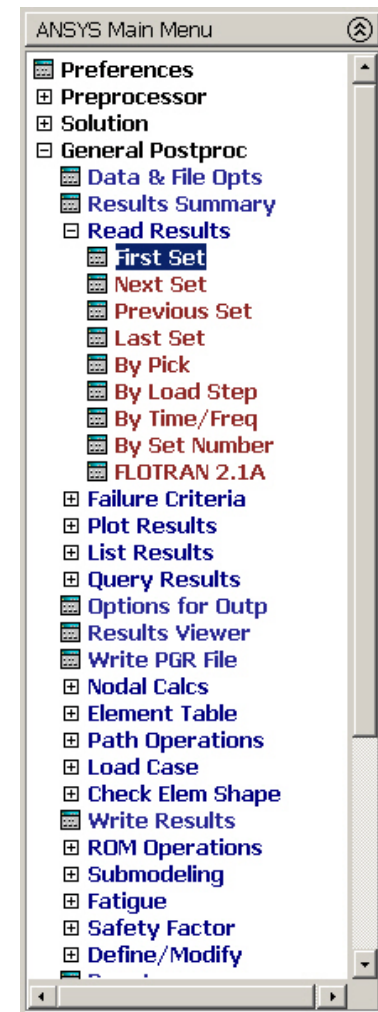 ANSYS Main Menu
Preferences
Preprocessor
Solution
General Postproc
Data & File Opts
Results Summary
Read Results
First Set
Next Set
Previous Set
Last Set
By Pick
By Load Step
By Time/Freq
By Set Number
FLOTRAN 2.1A
Failure Criteria
Plot Results
List Results
Query Results
Options for Outp
Results Viewer
Write PGR File
Nodal Calcs
Element Table
Path Operations
Load Case
Check Elem Shape
Write Results
ROM Operations
Submodeling
Fatigue
Safety Factor
Define/Modify